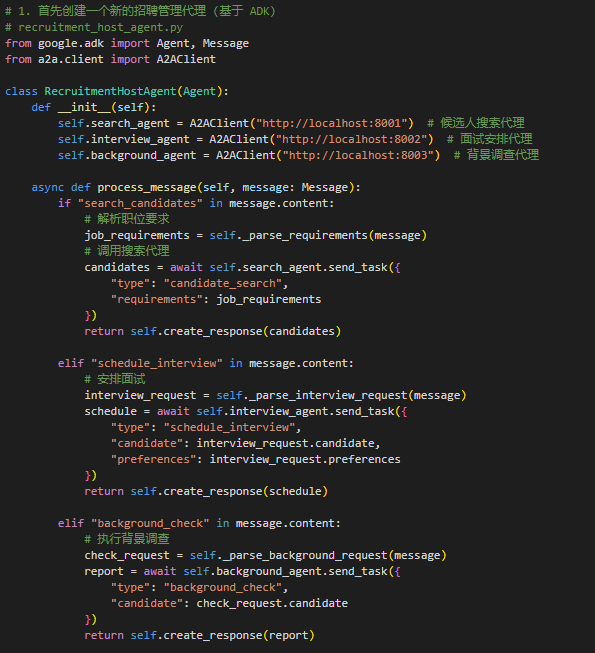 # 1. 首先创建一个新的招聘管理代理 (基于 ADK)
# recruitment_host_agent.py
from google.adk import Agent, Message
from a2a.client import A2AClient

class RecruitmentHostAgent(Agent):
    def __init__(self):
        self.search_agent = A2AClient("http://localhost:8001")  # 候选人搜索代理
        self.interview_agent = A2AClient("http://localhost:8002")  # 面试安排代理
        self.background_agent = A2AClient("http://localhost:8003")  # 背景调查代理

    async def process_message(self, message: Message):
        if "search_candidates" in message.content:
            # 解析职位要求
            job_requirements = self._parse_requirements(message)
            # 调用搜索代理
            candidates = await self.search_agent.send_task({
                "type": "candidate_search",
                "requirements": job_requirements
            })
            return self.create_response(candidates)

        elif "schedule_interview" in message.content:
            # 安排面试
            interview_request = self._parse_interview_request(message)
            schedule = await self.interview_agent.send_task({
                "type": "schedule_interview",
                "candidate": interview_request.candidate,
                "preferences": interview_request.preferences
            })
            return self.create_response(schedule)

        elif "background_check" in message.content:
            # 执行背景调查
            check_request = self._parse_background_request(message)
            report = await self.background_agent.send_task({
                "type": "background_check",
                "candidate": check_request.candidate
            })
            return self.create_response(report)